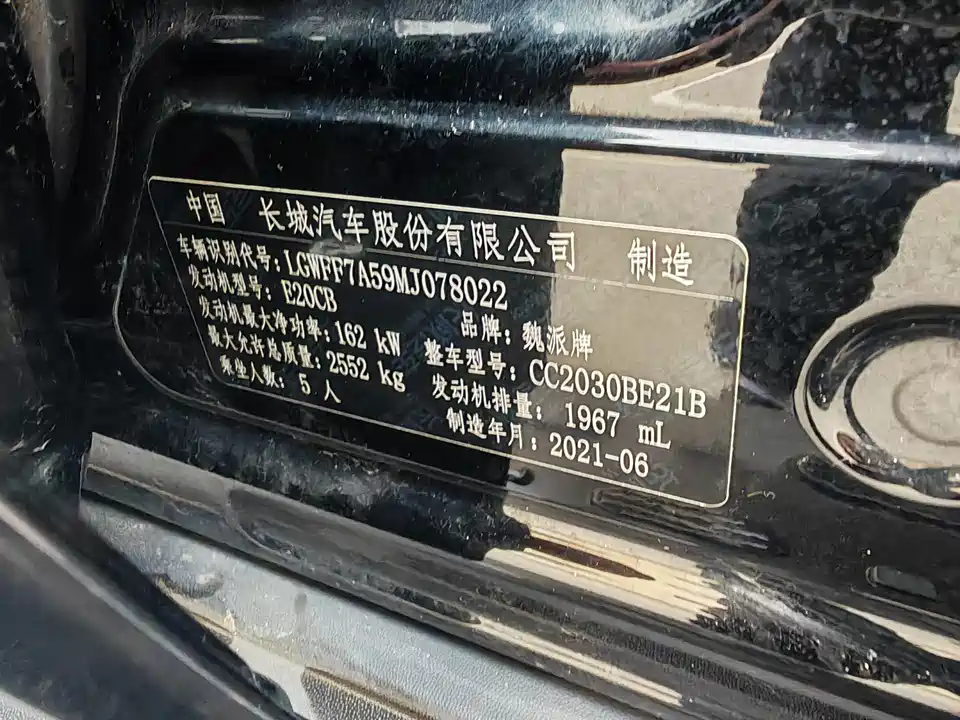 中国 长城汽车股份有限公司 制造
车辆识别代号：LGWFF7A59MJ078022
发动机型号：E20CB 品牌：魏派牌
发动机最大净功率：162 kW 整车型号：CC2030BE21B
最大允许总质量：2552 kg 发动机排量：1967 mL
乘坐人数：5 人 制造年月：2021-06